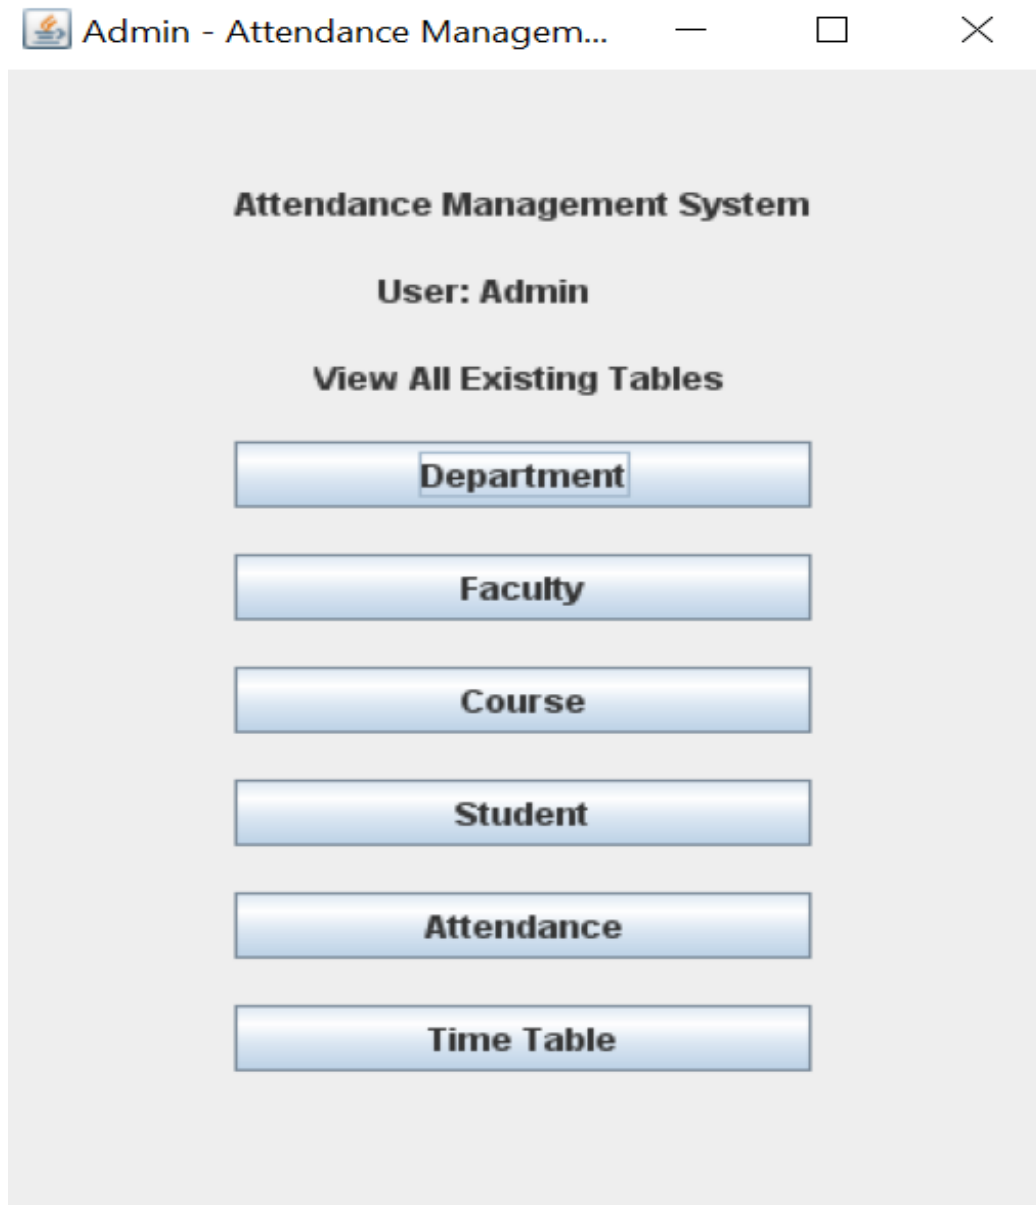 Admin - Attendance Managem...
Attendance Management System
User: Admin
View All Existing Tables
Department
Faculty
Course
Student
Attendance
Time Table